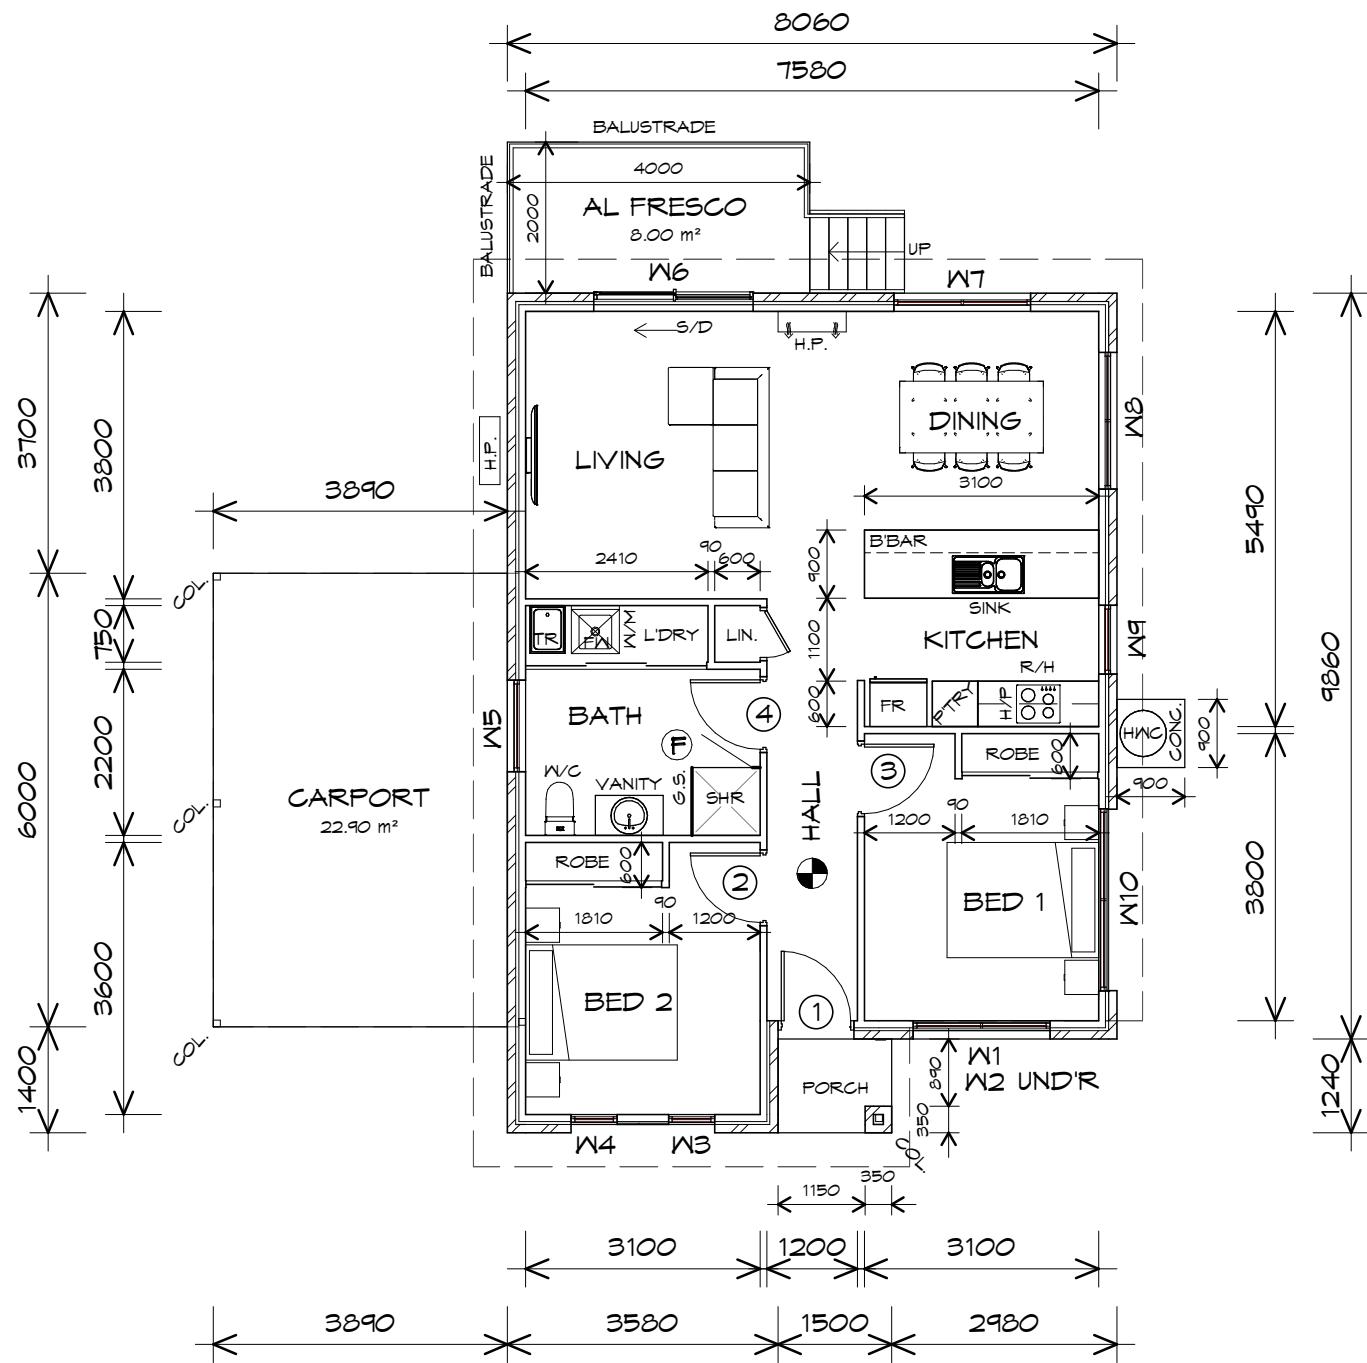 8060
7580
BALUSTRADE
BALUSTRADE
4000
2000
AL FRESCO
8.00 m²
UP
W6
W7
S/D
H.P.
3700
3800
H.P.
LIVING
DINING
W8
3890
3100
5490
9860
B'BAR
900
2410
90
600
SINK
COL.
750
TR
FW
W/M
L'DRY
LIN.
1100
KITCHEN
W9
R/H
600
FR
PTRY
H/P
BATH
4
W5
F
HWC
CONC.
900
900
2200
3
ROBE
600
W/C
VANITY
G.S.
SHR
HALL
6000
CARPORT
22.90 m²
COL.
90
1200
1810
ROBE
600
2
BED 1
W10
3800
90
1810
1200
3600
BED 2
1
COL.
1400
W1
W2 UND'R
890
PORCH
350
1240
W4
W3
COL.
350
1150
3100
1200
3100
3890
3580
1500
2980